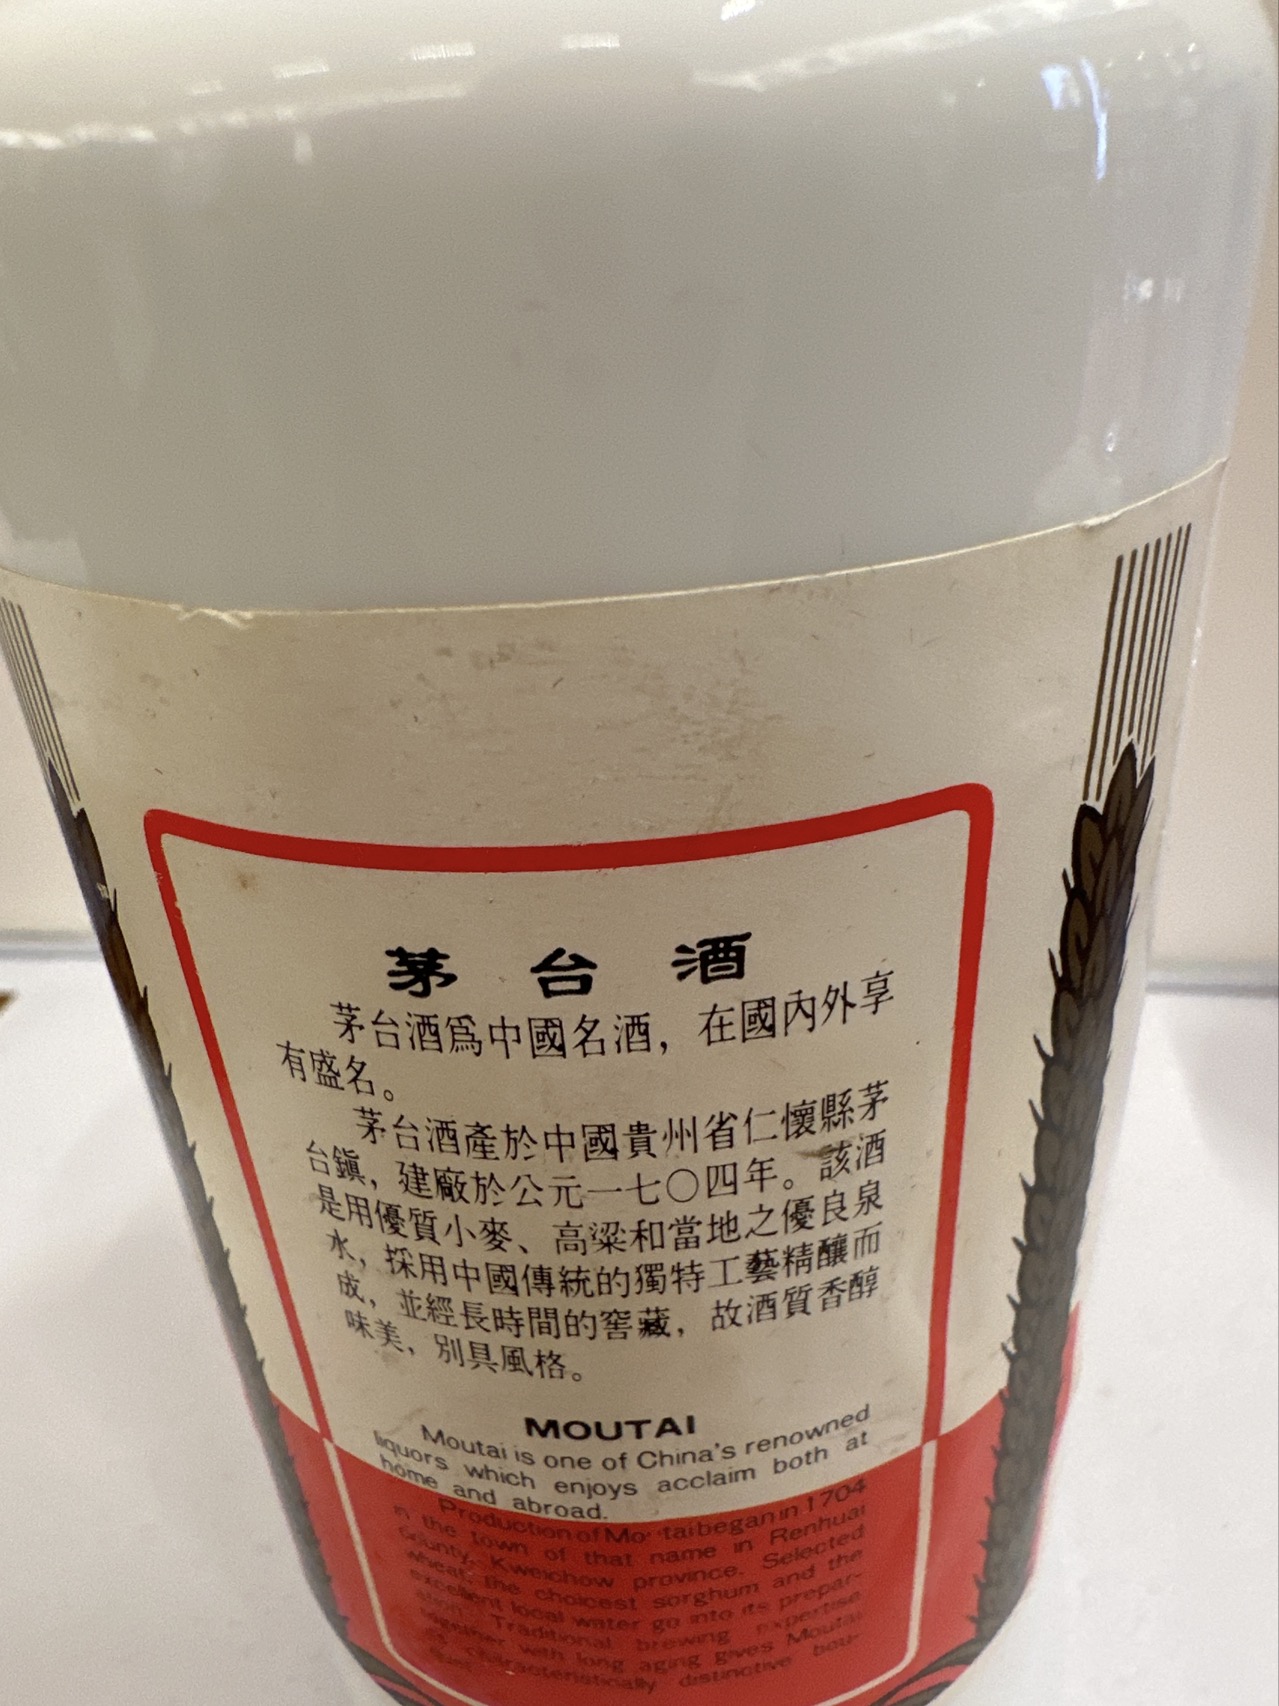 茅台酒
茅台酒爲中國名酒，在國內外享
有盛名。
茅台酒產於中國貴州省仁懷縣茅
台鎮，建廠於公元一七〇四年。該酒
是用優質小麥、高粱和當地之優良泉
水，採用中國傳統的獨特工藝精釀而
成，並經長時間的窖藏，故酒質香醇
味美，別具風格。
MOUTAI
Moutai is one of China's renowned
liquors which enjoys acclaim both at
home and abroad.
Production of Mo tai began in 1704
in the town of that name in Renhuai
County, Kweichow province. Selected
wheat, the choicest sorghum and the
excellent local water go into its prepar-
ation. Traditional brewing expertise
together with long aging gives Moutai
its characteristically distinctive bou-